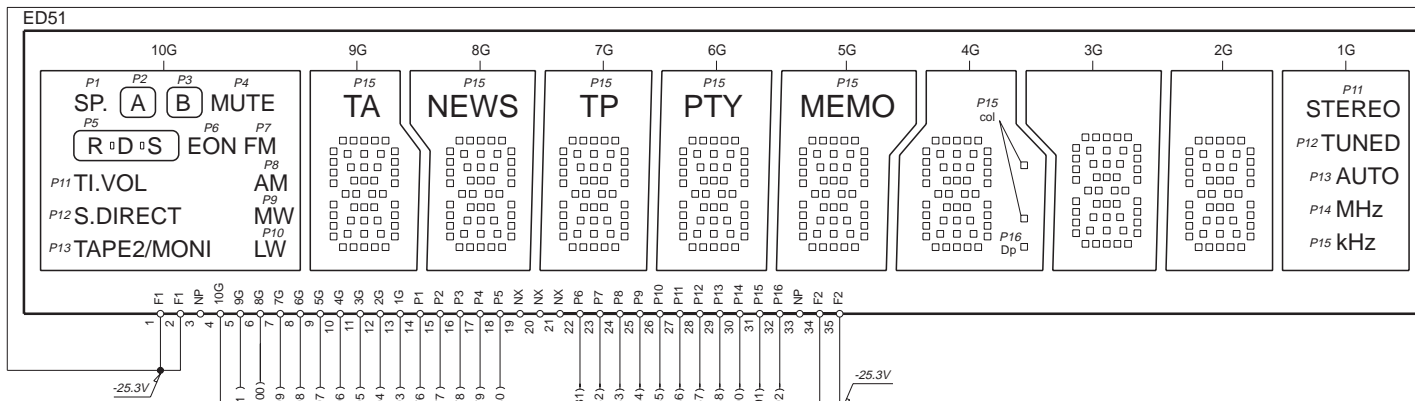 ED51
10G 9G 8G 7G 6G 5G 4G 3G 2G 1G
P1 P2 P3 P4 P15 P15 P15 P15 P15 P11
SP. A B MUTE TA NEWS TP PTY MEMO STEREO
P15
col
P5 P6 P7
R D S EON FM
P12 TUNED
P8
P11 TI.VOL AM
P13 AUTO
P9
P12 S.DIRECT MW
P14 MHz
P10
P13 TAPE2/MONI LW
P16
Dp
P15 kHz
F1 F1 NP 10G 9G 8G 7G 6G 5G 4G 3G 2G 1G P1 P2 P3 P4 P5 NX NX NX P6 P7 P8 P9 P10 P11 P12 P13 P14 P15 P16 NP F2 F2
1 2 3 4 5 6 7 8 9 10 11 12 13 14 15 16 17 18 19 20 21 22 23 24 25 26 27 28 29 30 31 32 33 34 35
-25.3V -25.3V